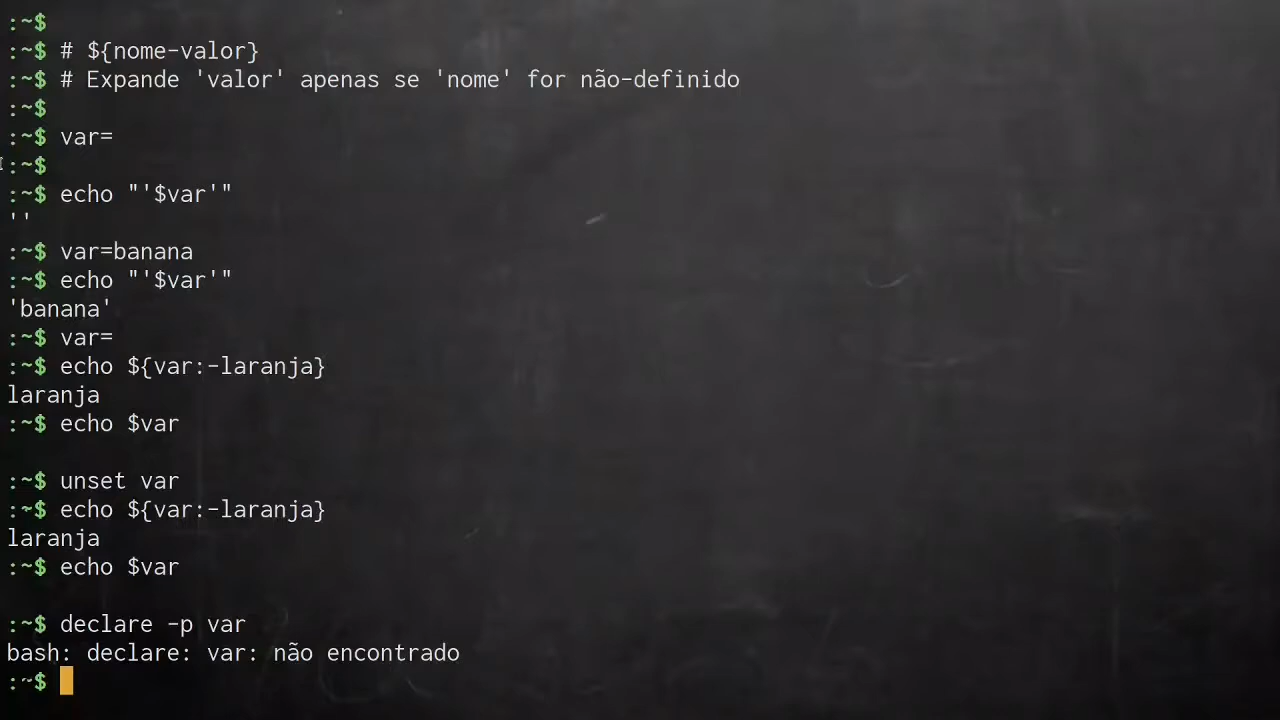 :~$
:~$ # ${nome-valor}
:~$ # Expande 'valor' apenas se 'nome' for não-definido
:~$
:~$ var=
:~$
:~$ echo "'$var'"
''
:~$ var=banana
:~$ echo "'$var'"
'banana'
:~$ var=
:~$ echo ${var:-laranja}
laranja
:~$ echo $var
:~$ unset var
:~$ echo ${var:-laranja}
laranja
:~$ echo $var
:~$ declare -p var
bash: declare: var: não encontrado
:~$